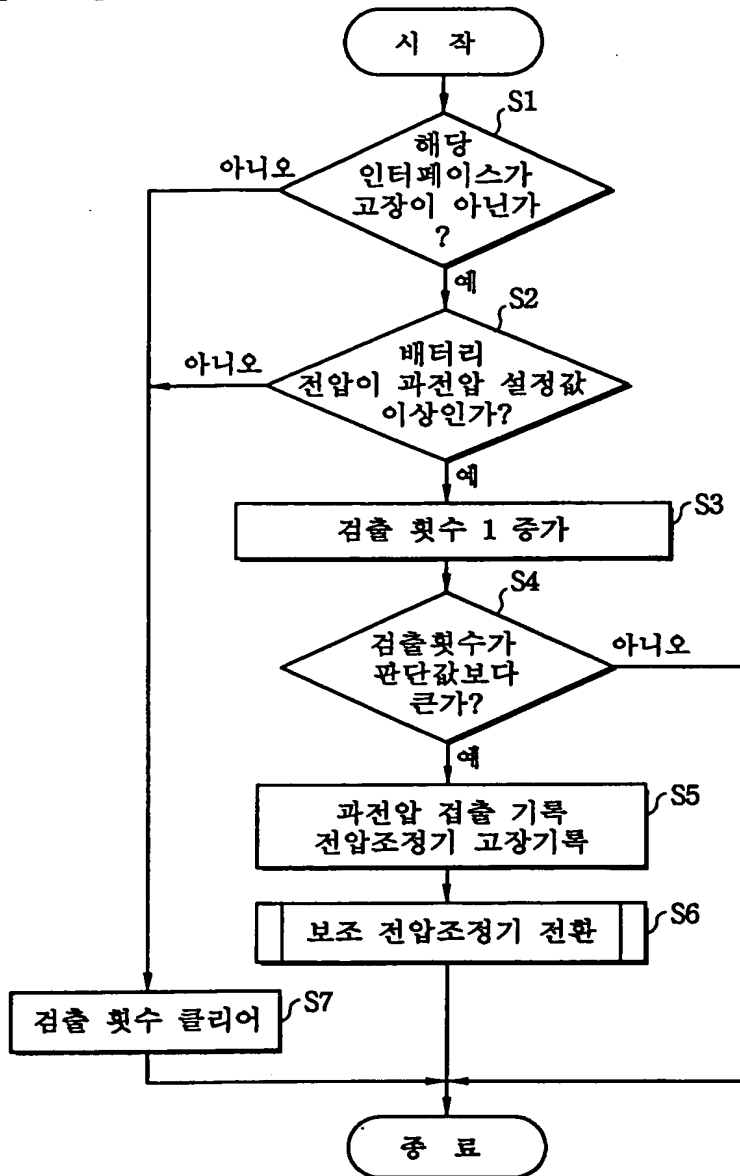 시 작
S1
해당
인터페이스가
고장이 아닌가
?
아니오
예
S2
배터리
전압이 과전압 설정값
이상인가?
아니오
예
S3
검출 횟수 1 증가
S4
검출횟수가
판단값보다
큰가?
아니오
예
S5
과전압 접출 기록
전압조정기 고장기록
S6
보조 전압조정기 전환
S7
검출 횟수 클리어
종 료